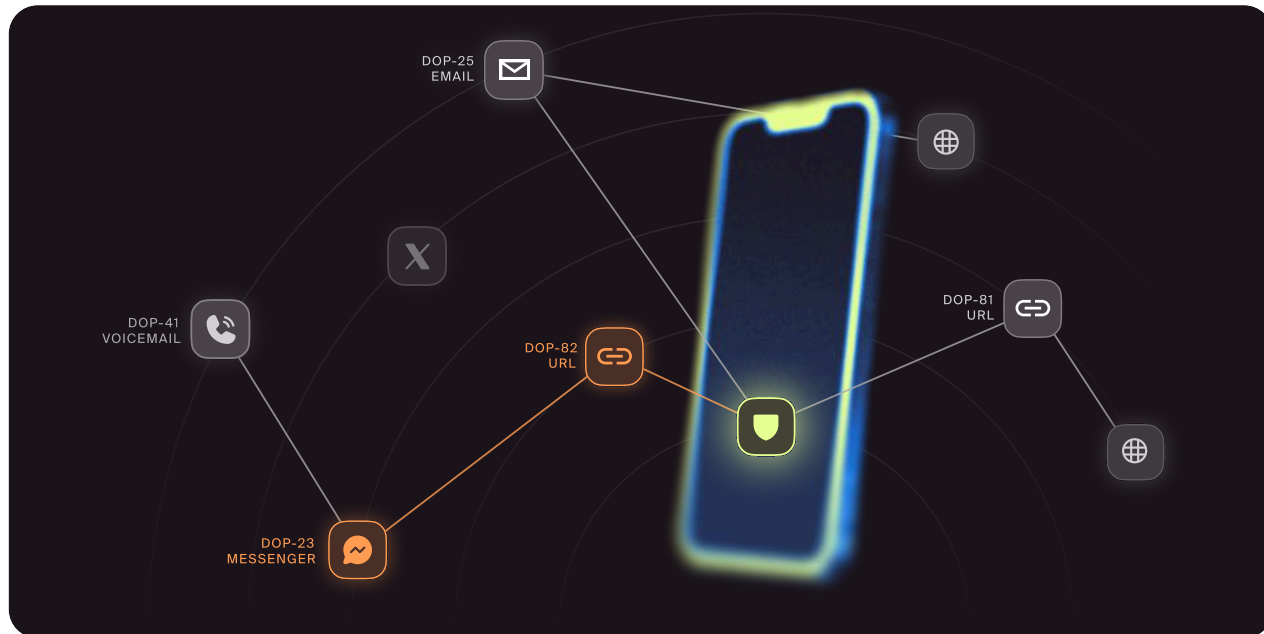 DOP-25
EMAIL
DOP-81
URL
DOP-41
VOICEMAIL
DOP-82
URL
DOP-23
MESSENGER